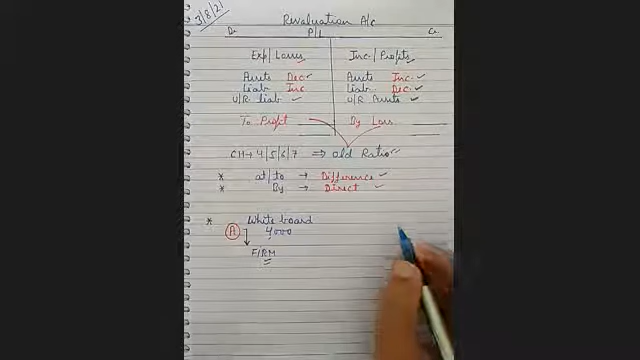 3/8/21
Revaluation A/c
Dr P/L Cr
Exp/Losses Inc./Profits
Assets Dec Assets Inc.
Liab Inc Liab Dec
U/R Liab U/R Assets
To Profit By Loss
CH→ 4/5/6/7 ⇒ Old Ratio
* at/to → Difference
* By → Direct
* White board
A 4000
FIRM